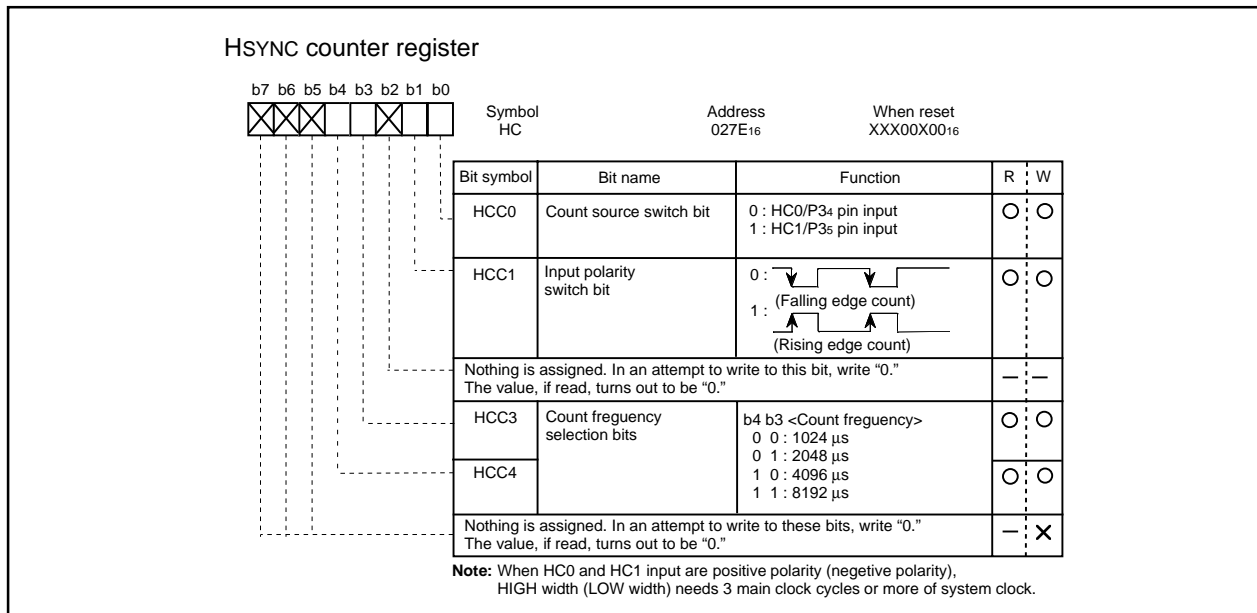 HSYNC counter register
b7 b6 b5 b4 b3 b2 b1 b0
Symbol Address When reset
HC 027E16 XXX00X0016
Bit symbol Bit name Function R W
HCC0 Count source switch bit 0 : HC0/P34 pin input
1 : HC1/P35 pin input
HCC1 Input polarity
switch bit
0 :
(Falling edge count)
1 :
(Rising edge count)
Nothing is assigned. In an attempt to write to this bit, write “0.”
The value, if read, turns out to be “0.”
HCC3 Count freguency
selection bits
b4 b3 <Count freguency>
0 0 : 1024 µs
0 1 : 2048 µs
HCC4
1 0 : 4096 µs
1 1 : 8192 µs
Nothing is assigned. In an attempt to write to these bits, write “0.”
The value, if read, turns out to be “0.”
Note: When HC0 and HC1 input are positive polarity (negetive polarity),
HIGH width (LOW width) needs 3 main clock cycles or more of system clock.